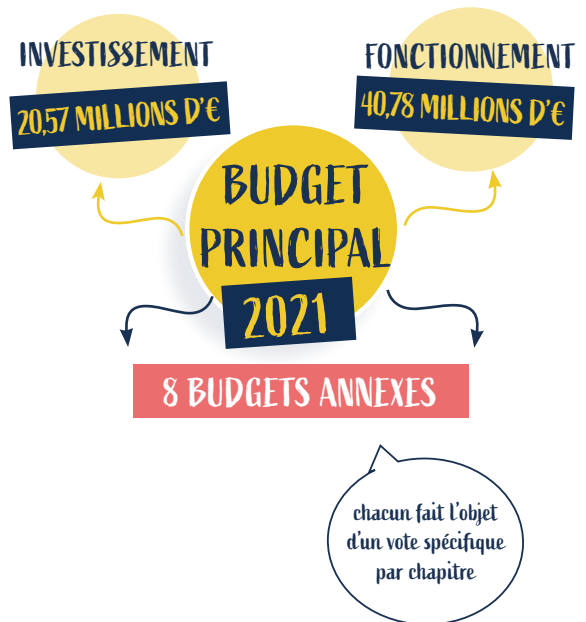 INVESTISSEMENT
20,57 MILLIONS D'€
FONCTIONNEMENT
40,78 MILLIONS D'€
BUDGET
PRINCIPAL
2021
8 BUDGETS ANNEXES
chacun fait l'objet
d'un vote spécifique
par chapitre